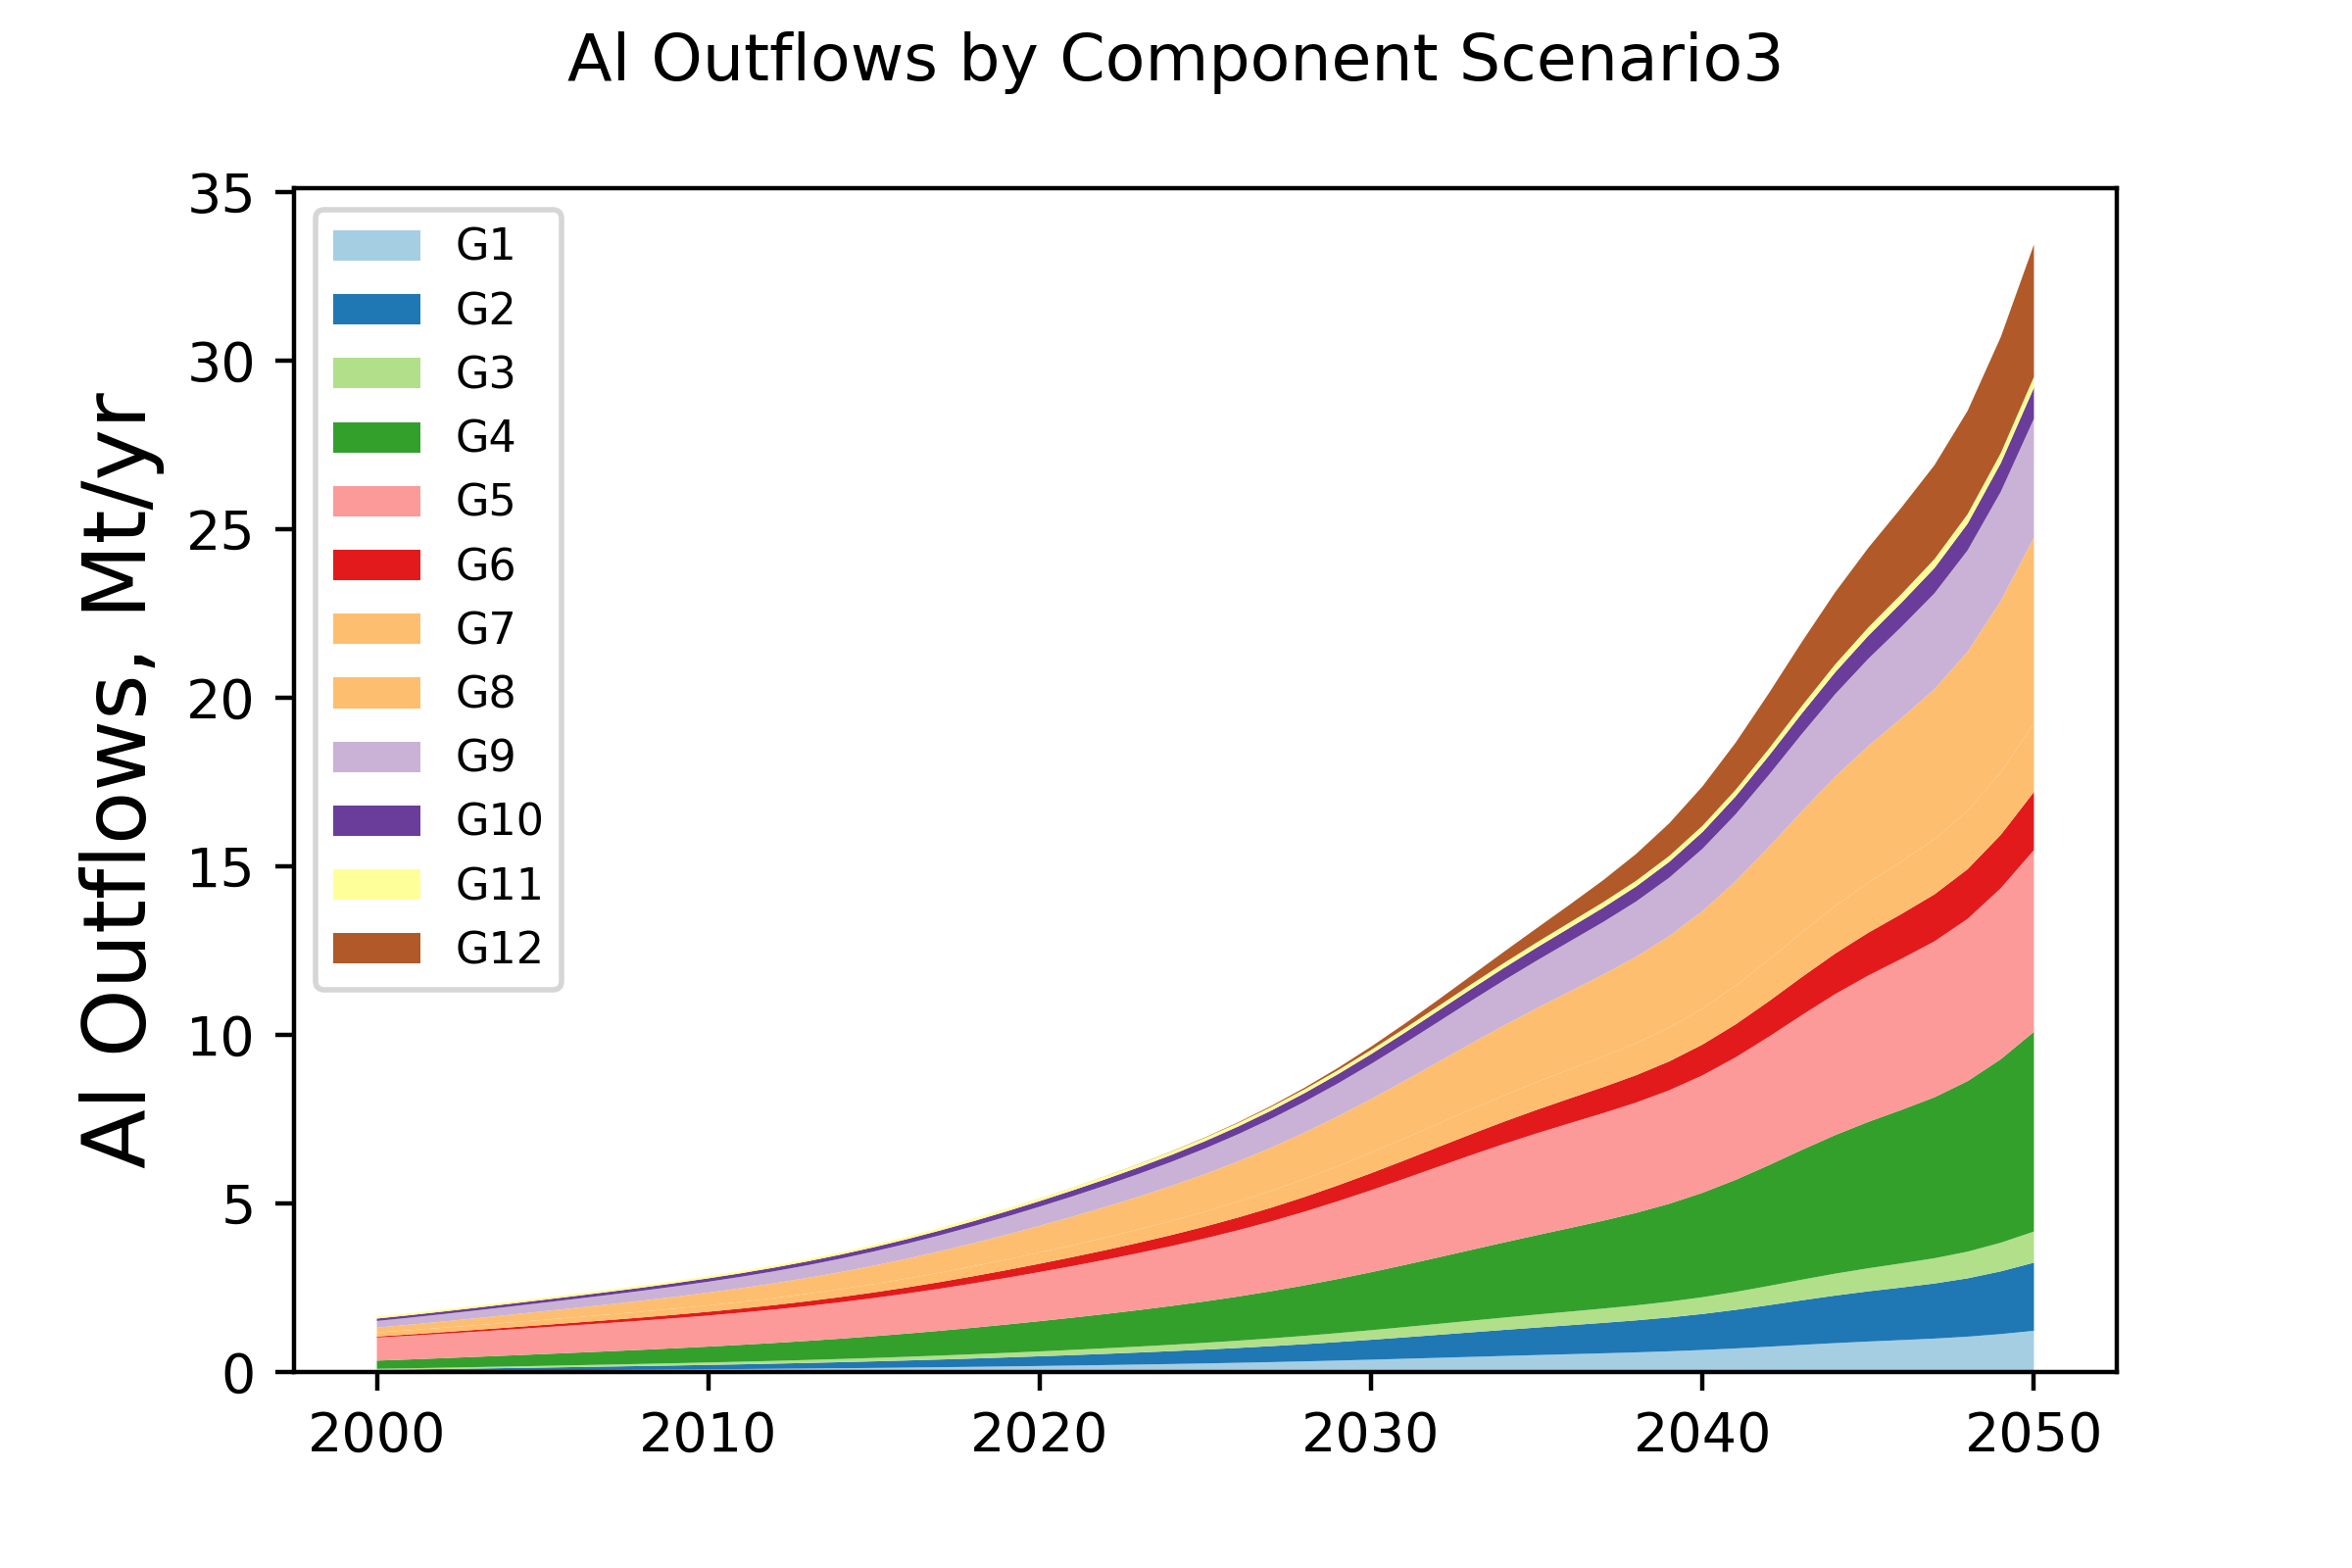 Al Outflows by Component Scenario3
Al Outflows, Mt/yr
35
30
25
20
15
10
5
0
G1
G2
G3
G4
G5
G6
G7
G8
G9
G10
G11
G12
2000 2010 2020 2030 2040 2050